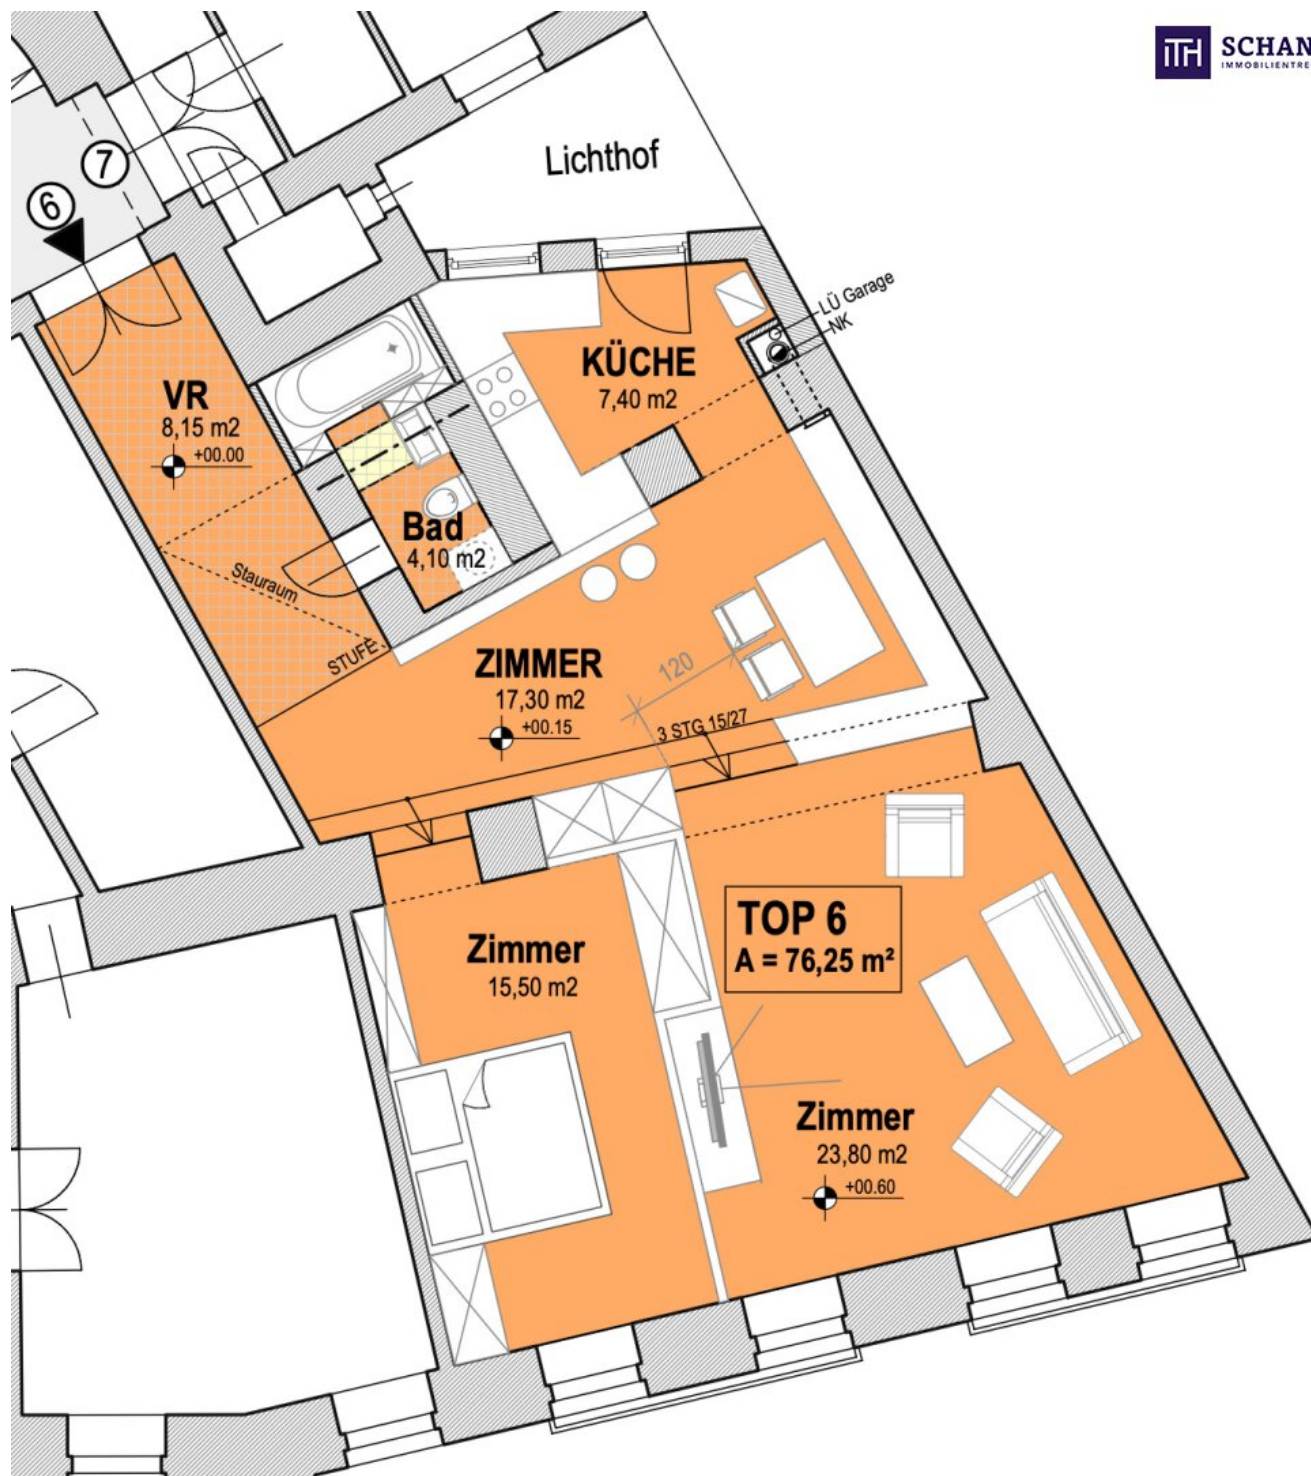 iTH SCHAN
IMMOBILIENTRE
Lichthof
7
6
LÜ Garage
NK
KÜCHE
7,40 m2
VR
8,15 m2
+00.00
Bad
4,10 m2
Stauraum
STUFE
ZIMMER
17,30 m2
+00.15
120
3 STG 15/27
TOP 6
A = 76,25 m²
Zimmer
15,50 m2
Zimmer
23,80 m2
+00.60